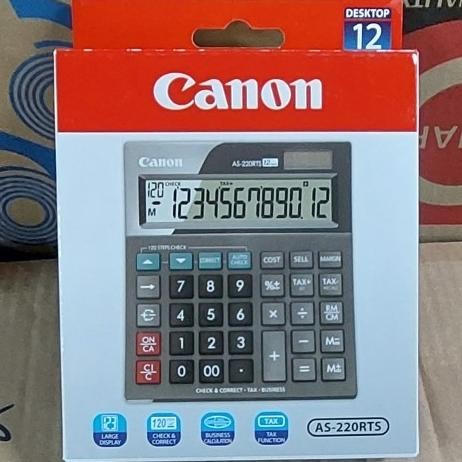 DESKTOP
12
Canon
Canon AS-220RTS
120 CHECK TAX+
M 123456789012
120 STEPS CHECK
CORRECT AUTO CHECK COST SELL MARGIN
→ 7 8 9 %± TAX+ TAX-
4 5 6 × ÷ RM CM
ON CA 1 2 3 + − M=
CI/C 0 00 · = M±
CHECK & CORRECT • TAX • BUSINESS
120 TAX
LARGE DISPLAY CHECK & CORRECT BUSINESS CALCULATION TAX FUNCTION
AS-220RTS